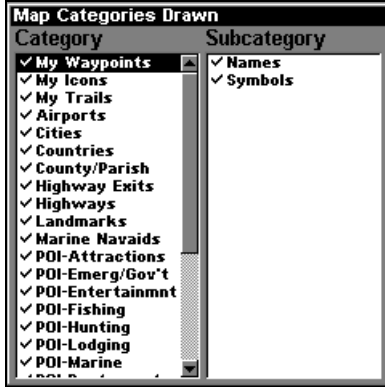 Map Categories Drawn
Category
Subcategory
My Waypoints
My Icons
My Trails
Airports
Cities
Countries
County/Parish
Highway Exits
Highways
Landmarks
Marine Navaids
POI-Attractions
POI-Emerg/Gov't
POI-Entertainmnt
POI-Fishing
POI-Hunting
POI-Lodging
POI-Marine
Names
Symbols